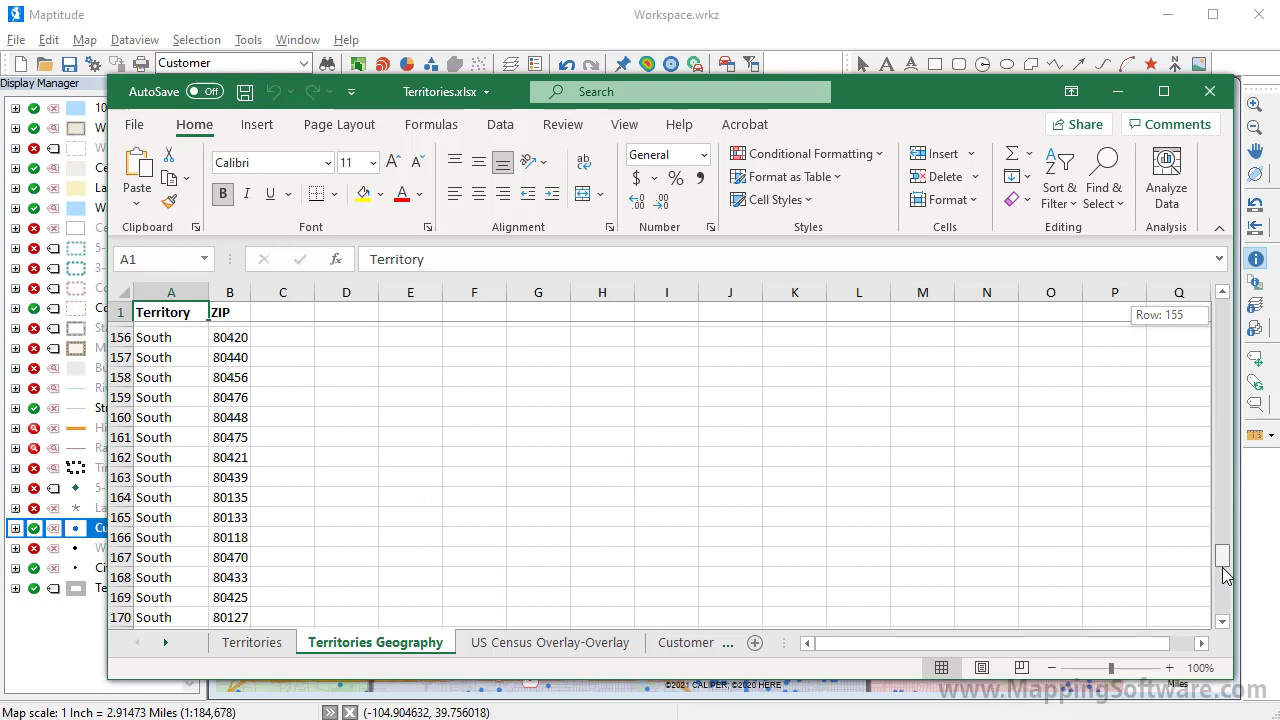 Maptitude
Workspace.wrkz
File Edit Map Dataview Selection Tools Window Help
Customer
Display Manager
AutoSave Off Territories.xlsx Search
File Home Insert Page Layout Formulas Data Review View Help Acrobat Share Comments
Paste Calibri 11 General Conditional Formatting Format as Table Cell Styles Insert Delete Format Sort & Filter Find & Select Analyze Data
Clipboard Font Alignment Number Styles Cells Editing Analysis
A1 fx Territory
A B C D E F G H I J K L M N O P Q
1 Territory ZIP
Row: 155
156 South 80420
157 South 80440
158 South 80456
159 South 80476
160 South 80448
161 South 80475
162 South 80421
163 South 80439
164 South 80135
165 South 80133
166 South 80118
167 South 80470
168 South 80433
169 South 80425
170 South 80127
Territories Territories Geography US Census Overlay-Overlay Customer ...
100%
©2021 CALIPER; ©2020 HERE
Miles
www.MappingSoftware.com
Map scale: 1 Inch = 2.91473 Miles (1:184,678) (-104.904632, 39.756018)